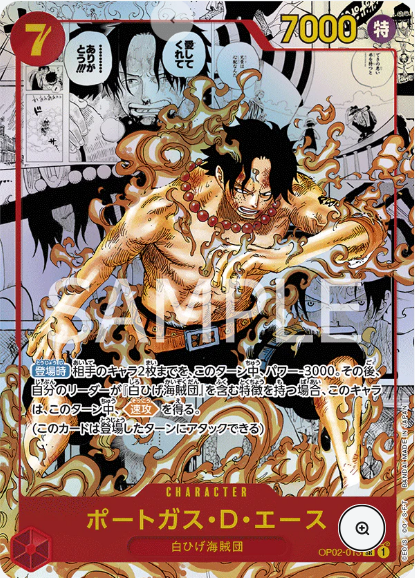 7
7000 特
愛して
くれて
………
ありが
とう!!!
SAMPLE
登場時 相手のキャラ2枚までを、このターン中、パワー-3000。その後、
自分のリーダーが『白ひげ海賊団』を含む特徴を持つ場合、このキャラ
は、このターン中、速攻 を得る。
(このカードは登場したターンにアタックできる)
CHARACTER
ポートガス・D・エース
白ひげ海賊団
OP02-013 SR 1